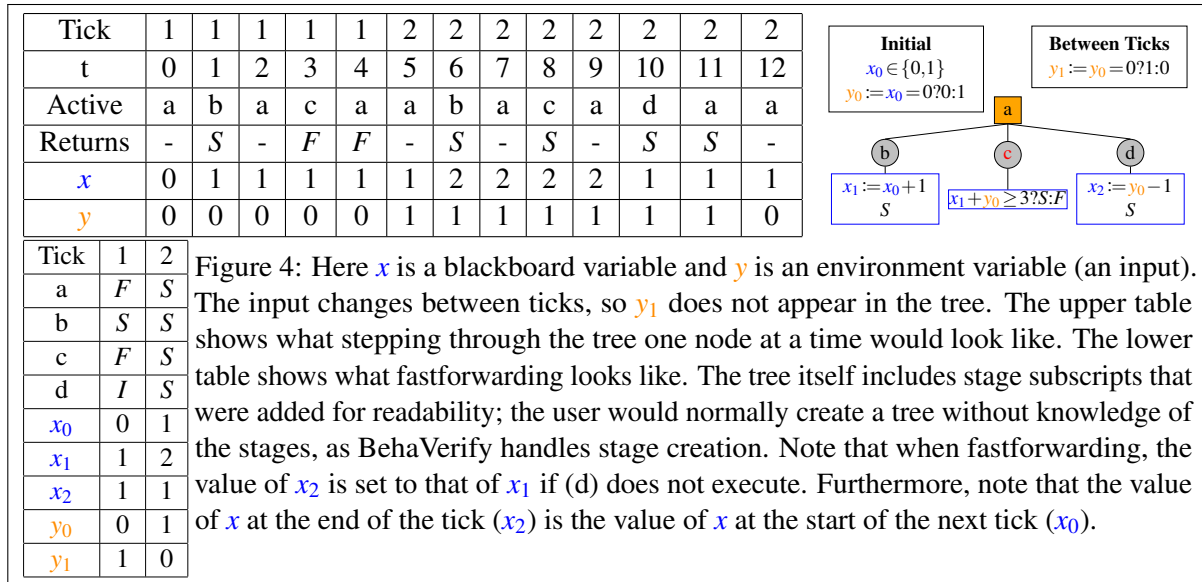 Tick 1 1 1 1 1 2 2 2 2 2 2 2 2
t 0 1 2 3 4 5 6 7 8 9 10 11 12
Active a b a c a a b a c a d a a
Returns - S - F F - S - S - S S -
x 0 1 1 1 1 1 2 2 2 2 1 1 1
y 0 0 0 0 0 1 1 1 1 1 1 1 0
Initial
x₀∈{0,1}
y₀:=x₀=0?0:1
Between Ticks
y₁:=y₀=0?1:0
a
b c d
x₁:=x₀+1
S
x₁+y₀≥3?S:F
x₂:=y₀−1
S
Tick 1 2
a F S
b S S
c F S
d I S
x₀ 0 1
x₁ 1 2
x₂ 1 1
y₀ 0 1
y₁ 1 0
Figure 4: Here x is a blackboard variable and y is an environment variable (an input).
The input changes between ticks, so y₁ does not appear in the tree. The upper table
shows what stepping through the tree one node at a time would look like. The lower
table shows what fastforwarding looks like. The tree itself includes stage subscripts that
were added for readability; the user would normally create a tree without knowledge of
the stages, as BehaVerify handles stage creation. Note that when fastforwarding, the
value of x₂ is set to that of x₁ if (d) does not execute. Furthermore, note that the value
of x at the end of the tick (x₂) is the value of x at the start of the next tick (x₀).